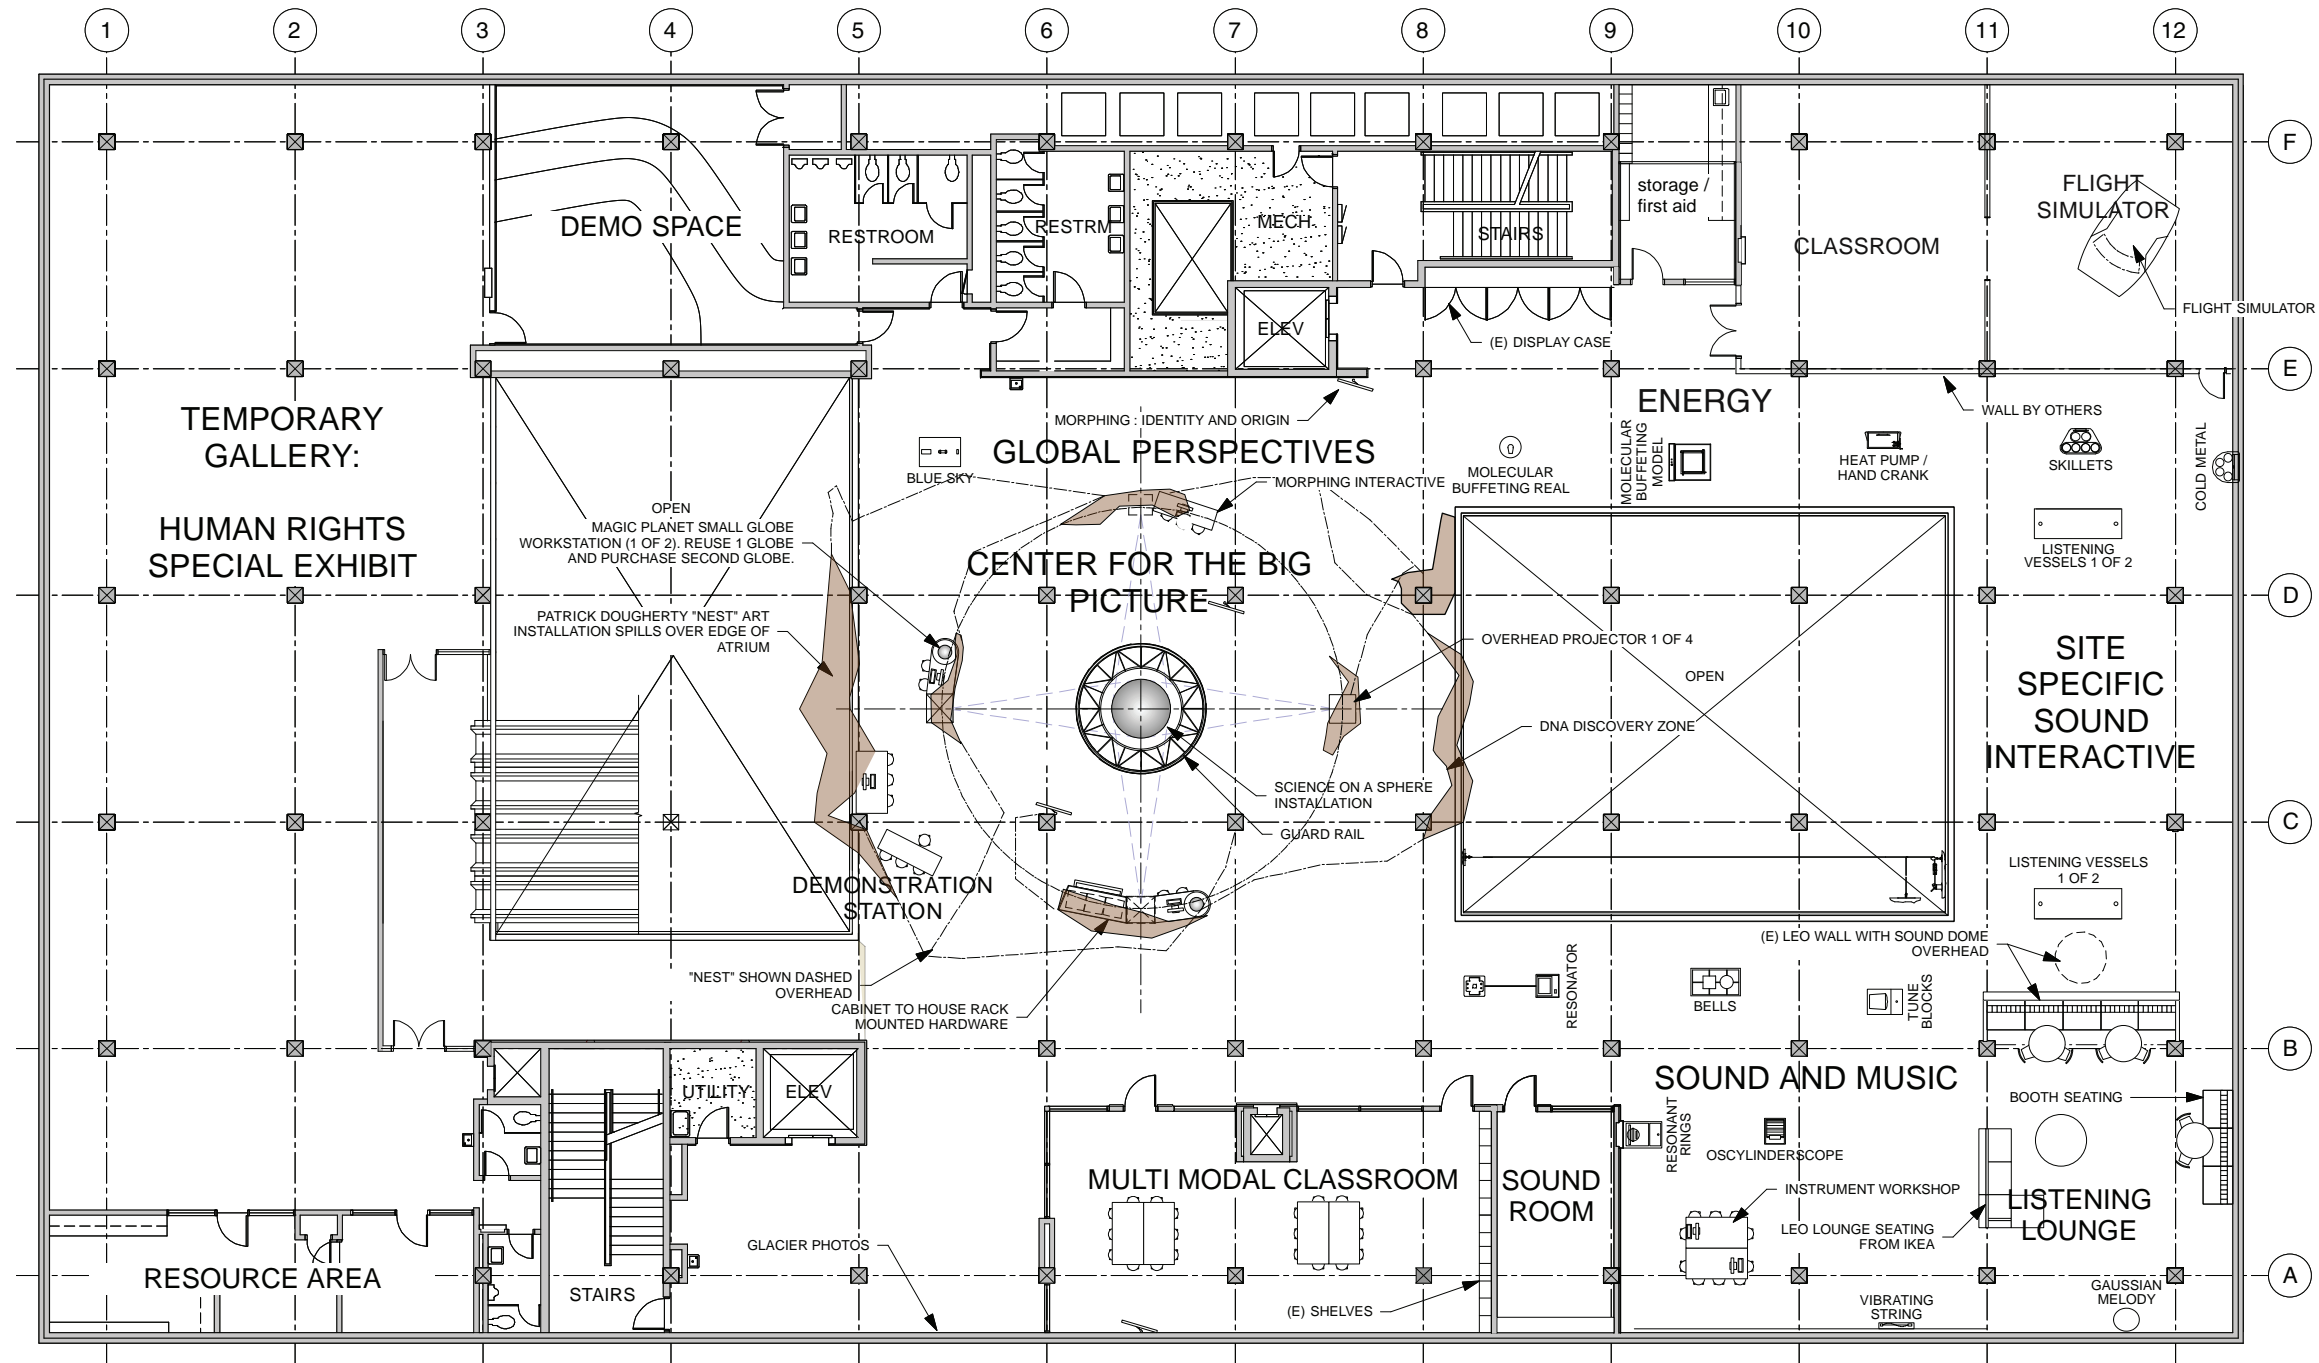 1
2
3
4
5
6
7
8
9
10
11
12
F
E
D
C
B
A
DEMO SPACE
RESTROOM
RESTRM
MECH.
STAIRS
storage /
first aid
CLASSROOM
FLIGHT
SIMULATOR
FLIGHT SIMULATOR
ELEV
(E) DISPLAY CASE
TEMPORARY
GALLERY:
HUMAN RIGHTS
SPECIAL EXHIBIT
MORPHING : IDENTITY AND ORIGIN
GLOBAL PERSPECTIVES
BLUE SKY
MORPHING INTERACTIVE
ENERGY
WALL BY OTHERS
MOLECULAR
BUFFETING REAL
MOLECULAR
BUFFETING
MODEL
HEAT PUMP /
HAND CRANK
SKILLETS
COLD METAL
OPEN
MAGIC PLANET SMALL GLOBE
WORKSTATION (1 OF 2). REUSE 1 GLOBE
AND PURCHASE SECOND GLOBE.
CENTER FOR THE BIG
PICTURE
LISTENING
VESSELS 1 OF 2
PATRICK DOUGHERTY "NEST" ART
INSTALLATION SPILLS OVER EDGE OF
ATRIUM
OVERHEAD PROJECTOR 1 OF 4
OPEN
DNA DISCOVERY ZONE
SITE
SPECIFIC
SOUND
INTERACTIVE
SCIENCE ON A SPHERE
INSTALLATION
GUARD RAIL
DEMONSTRATION
STATION
LISTENING VESSELS
1 OF 2
"NEST" SHOWN DASHED
OVERHEAD
CABINET TO HOUSE RACK
MOUNTED HARDWARE
(E) LEO WALL WITH SOUND DOME
OVERHEAD
RESONATOR
BELLS
TUNE
BLOCKS
SOUND AND MUSIC
UTILITY
ELEV
BOOTH SEATING
RESONANT
RINGS
OSCYLINDERSCOPE
MULTI MODAL CLASSROOM
SOUND
ROOM
INSTRUMENT WORKSHOP
LEO LOUNGE SEATING
FROM IKEA
LISTENING
LOUNGE
GLACIER PHOTOS
RESOURCE AREA
STAIRS
(E) SHELVES
VIBRATING
STRING
GAUSSIAN
MELODY